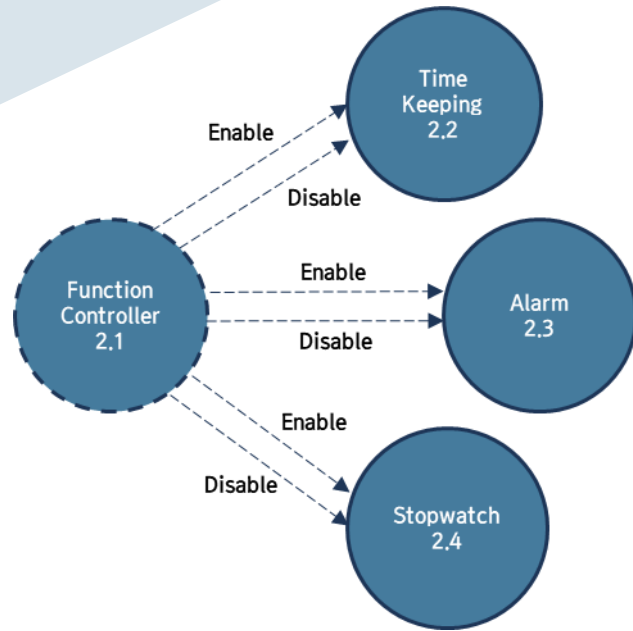 Time
Keeping
2.2
Enable
Disable
Function
Controller
2.1
Enable
Disable
Alarm
2.3
Enable
Disable
Stopwatch
2.4